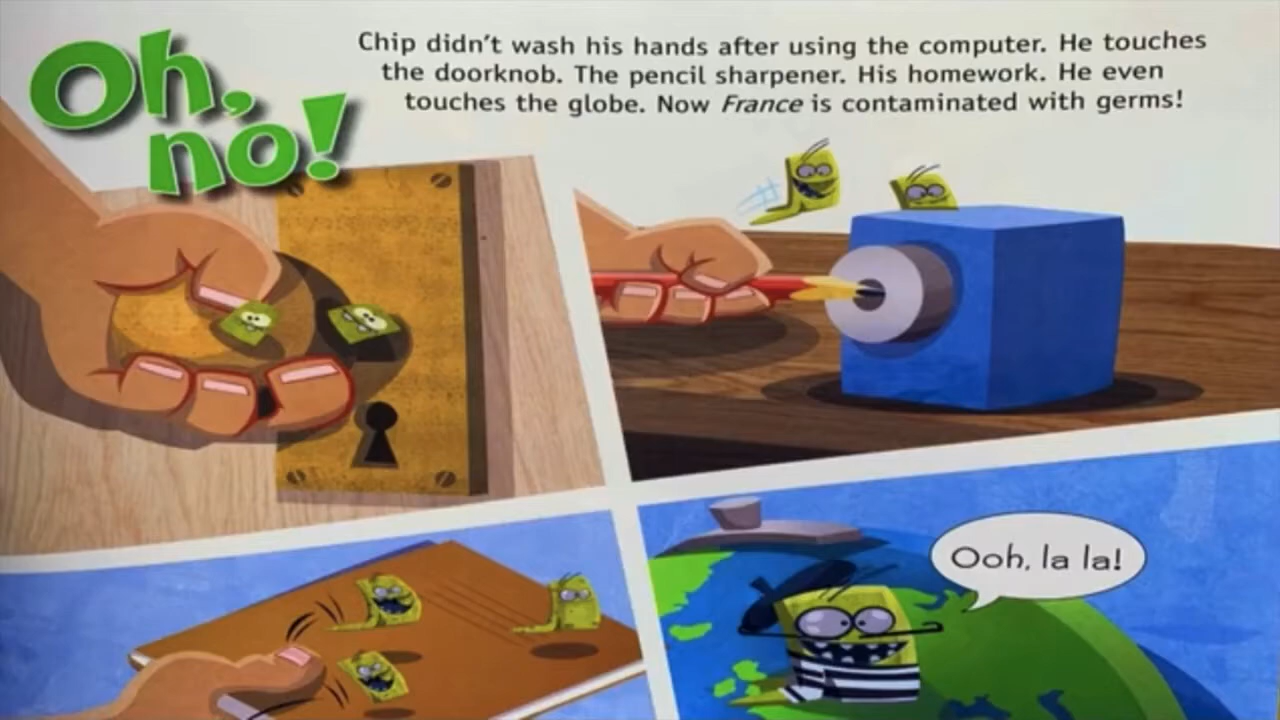 Oh,
no!
Chip didn't wash his hands after using the computer. He touches
the doorknob. The pencil sharpener. His homework. He even
touches the globe. Now France is contaminated with germs!
Ooh, la la!